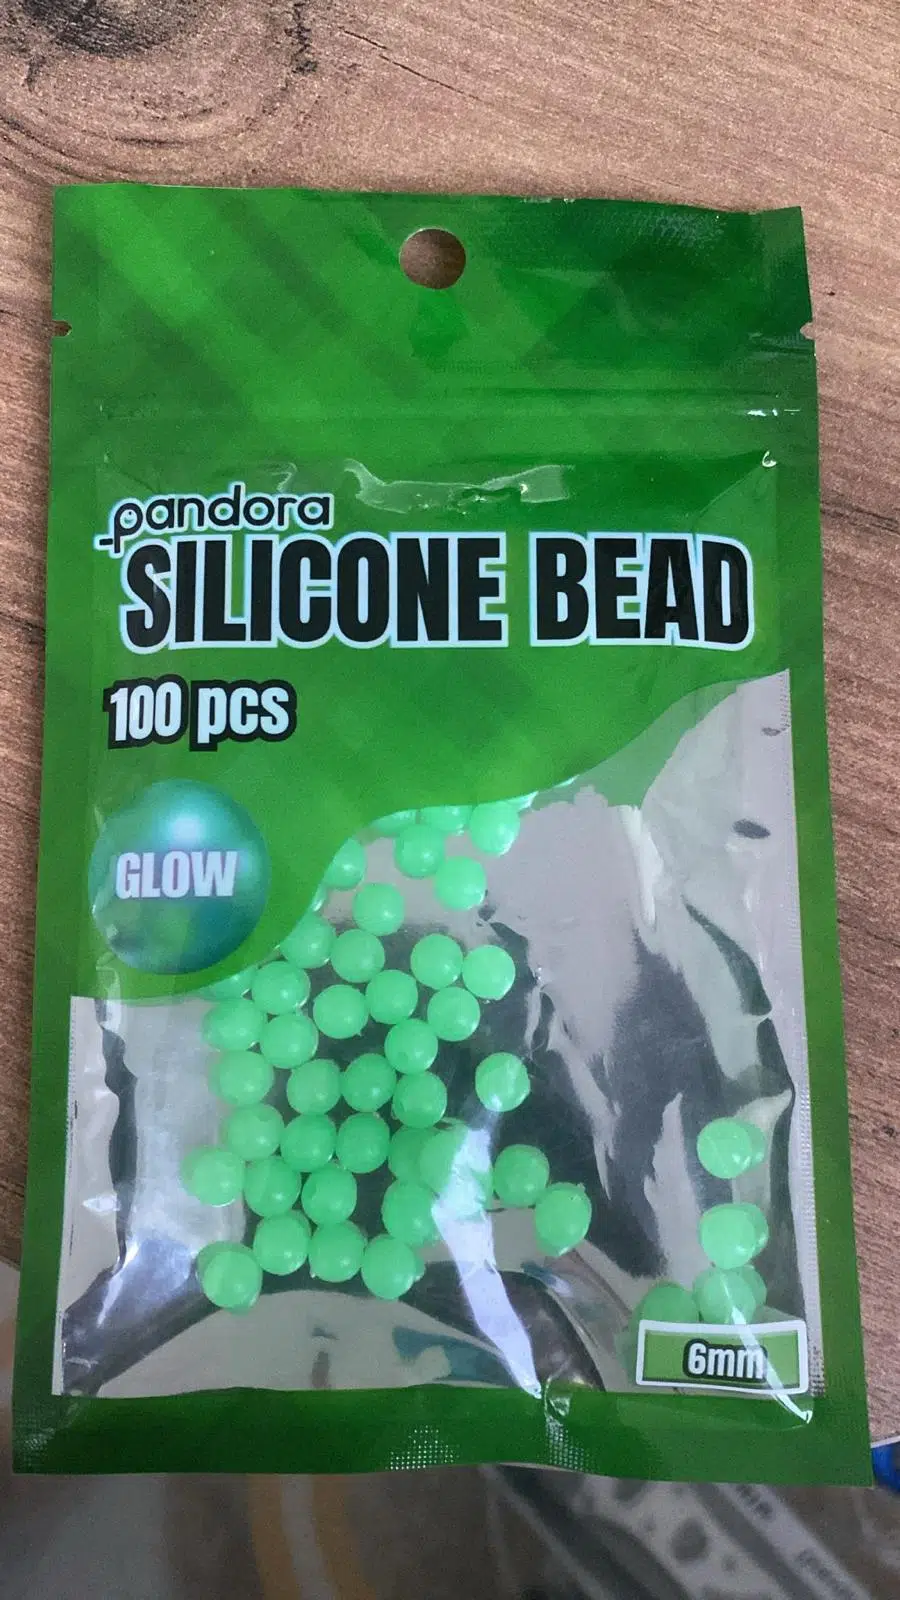 pandora
SILICONE BEAD
100 pcs
GLOW
6mm